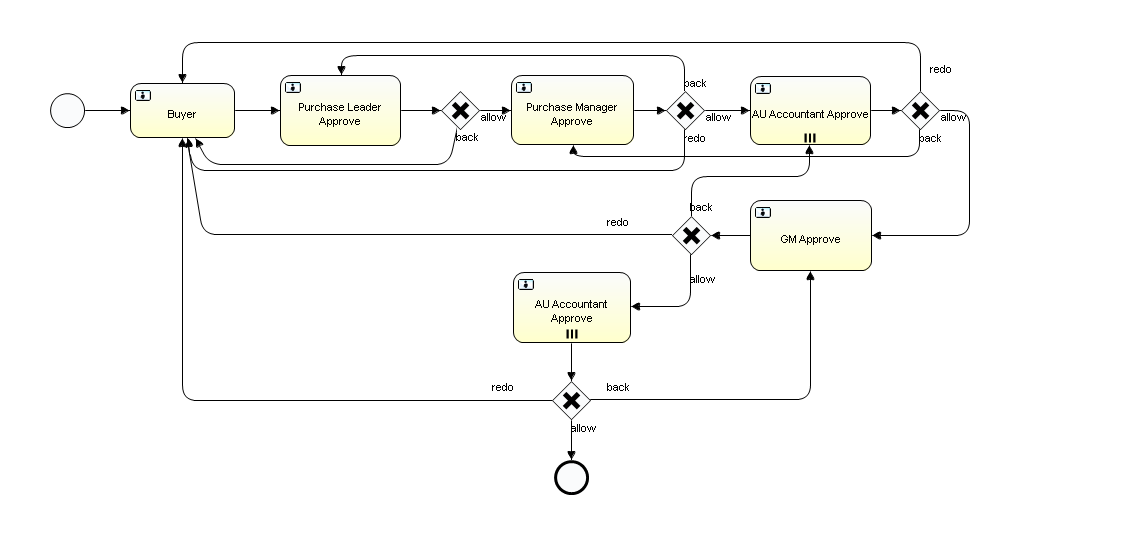 redo
back
Buyer
Purchase Leader
Approve
allow
back
Purchase Manager
Approve
allow
redo
AU Accountant Approve
allow
back
back
redo
GM Approve
allow
AU Accountant
Approve
redo
back
allow